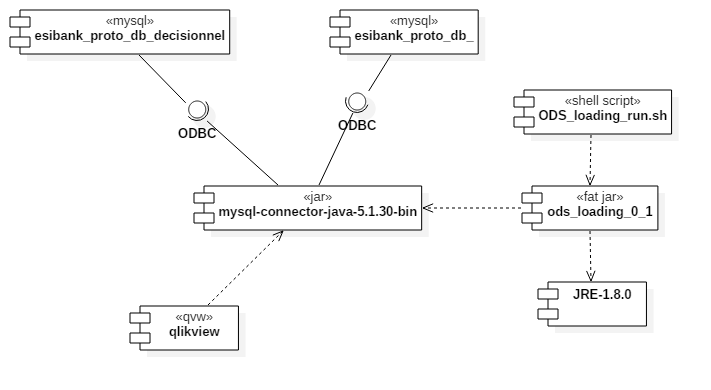 «mysql»
esibank_proto_db_decisionnel
«mysql»
esibank_proto_db_
ODBC
ODBC
«shell script»
ODS_loading_run.sh
«jar»
mysql-connector-java-5.1.30-bin
«fat jar»
ods_loading_0_1
JRE-1.8.0
«qvw»
qlikview